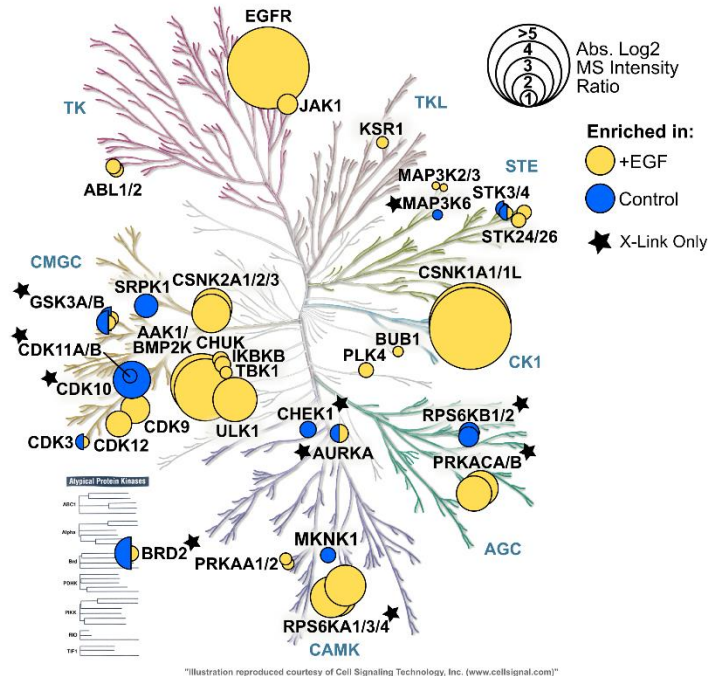 EGFR
JAK1
TK
TKL
KSR1
ABL1/2
MAP3K2/3
STE
STK3/4
MAP3K6
STK24/26
>5
4
3
2
1
Abs. Log2
MS Intensity
Ratio
Enriched in:
+EGF
Control
X-Link Only
CMGC
SRPK1
CSNK2A1/2/3
CSNK1A1/1L
GSK3A/B
AAK1/
BMP2K
CHUK
IKBKB
TBK1
BUB1
PLK4
CK1
CDK11A/B
CDK10
CDK9
CDK12
CDK3
ULK1
CHEK1
AURKA
RPS6KB1/2
PRKACA/B
AGC
Atypical Protein Kinases
ABC1
Alpha
Brd
PDHK
PIKK
RIO
TIF1
BRD2
PRKAA1/2
MKNK1
RPS6KA1/3/4
CAMK
"Illustration reproduced courtesy of Cell Signaling Technology, Inc. (www.cellsignal.com)"